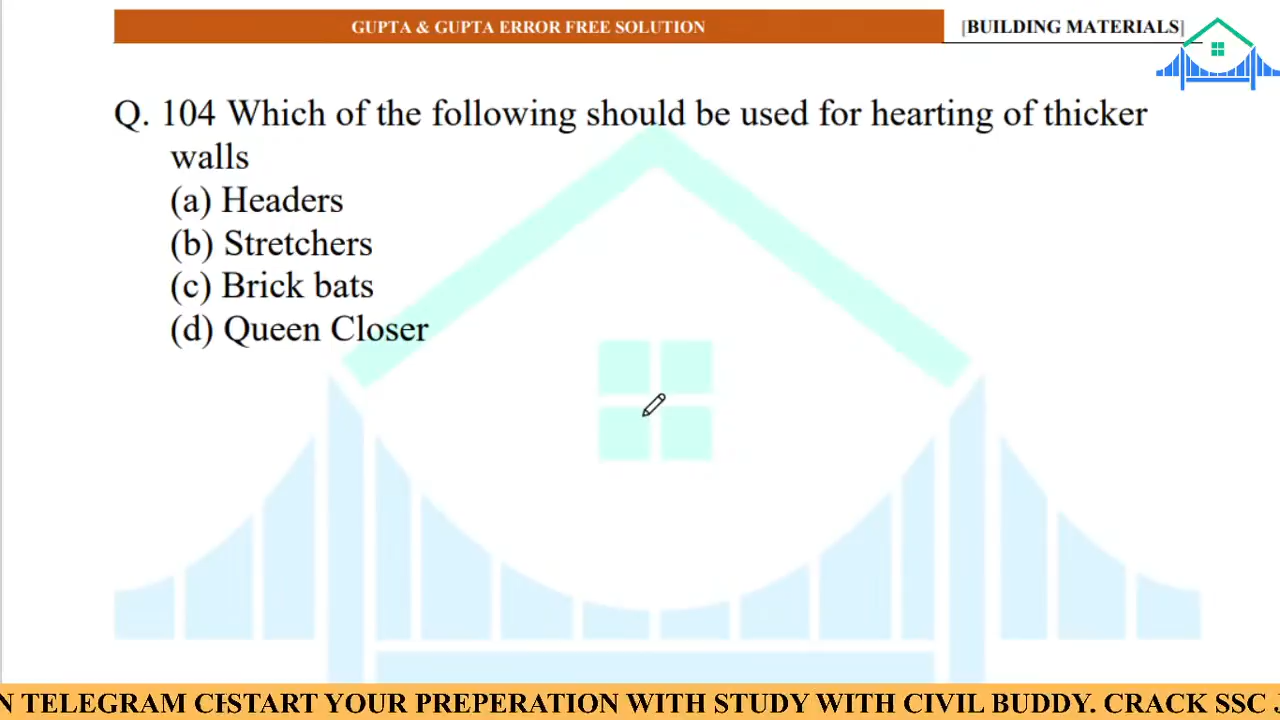 GUPTA & GUPTA ERROR FREE SOLUTION
[BUILDING MATERIALS]
Q. 104 Which of the following should be used for hearting of thicker
walls
(a) Headers
(b) Stretchers
(c) Brick bats
(d) Queen Closer
N TELEGRAM CHSTART YOUR PREPERATION WITH STUDY WITH CIVIL BUDDY. CRACK SSC J